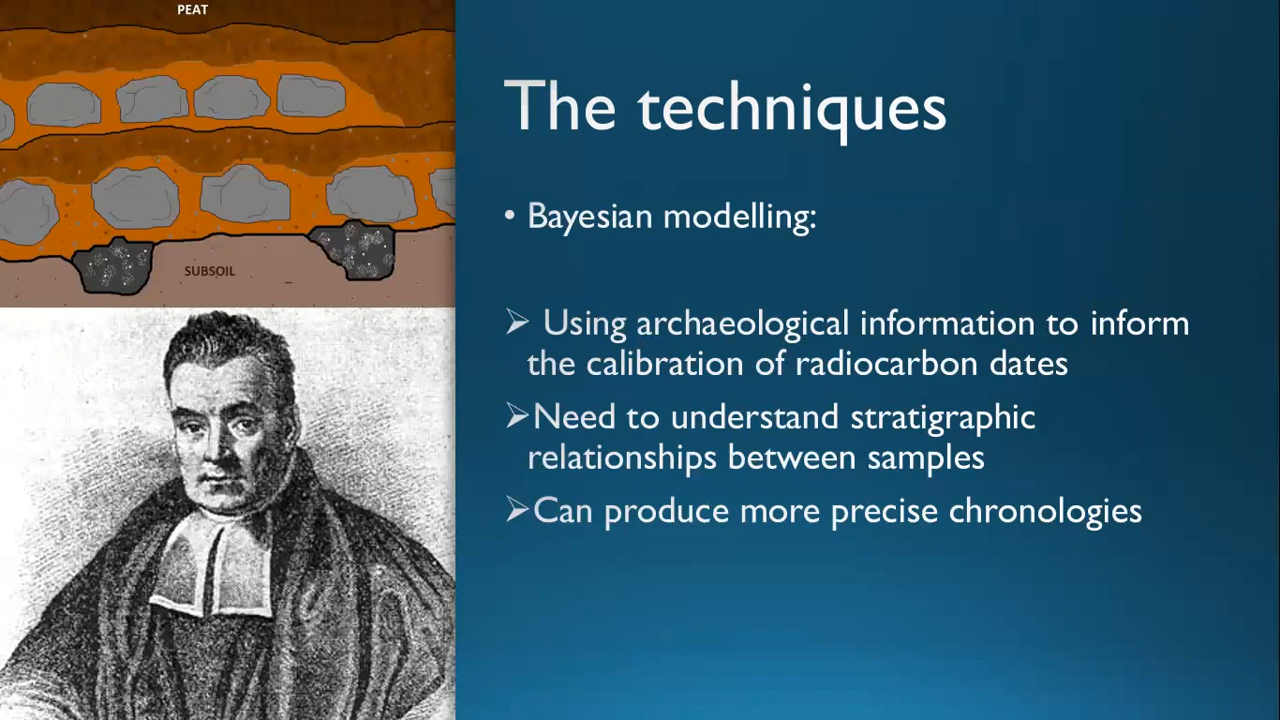 PEAT
SUBSOIL
The techniques
• Bayesian modelling:
➢ Using archaeological information to inform
the calibration of radiocarbon dates
➢Need to understand stratigraphic
relationships between samples
➢Can produce more precise chronologies